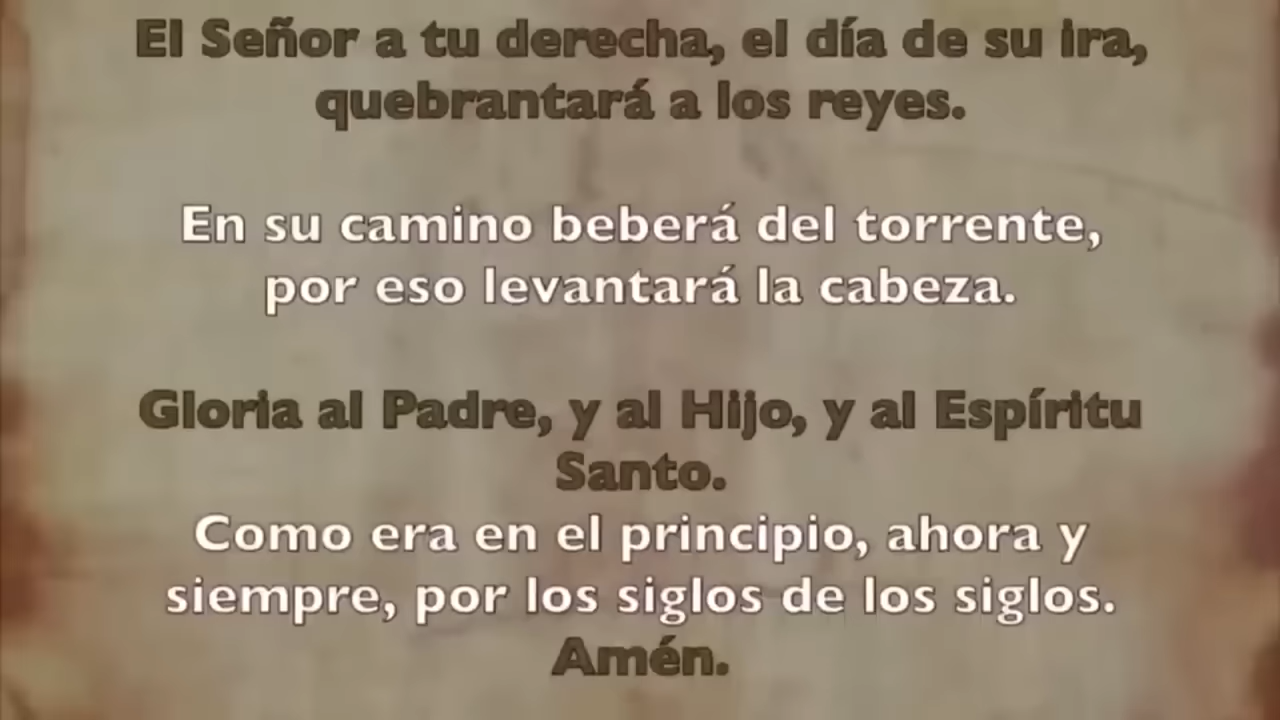 El Señor a tu derecha, el día de su ira,
quebrantará a los reyes.
En su camino beberá del torrente,
por eso levantará la cabeza.
Gloria al Padre, y al Hijo, y al Espíritu
Santo.
Como era en el principio, ahora y
siempre, por los siglos de los siglos.
Amén.